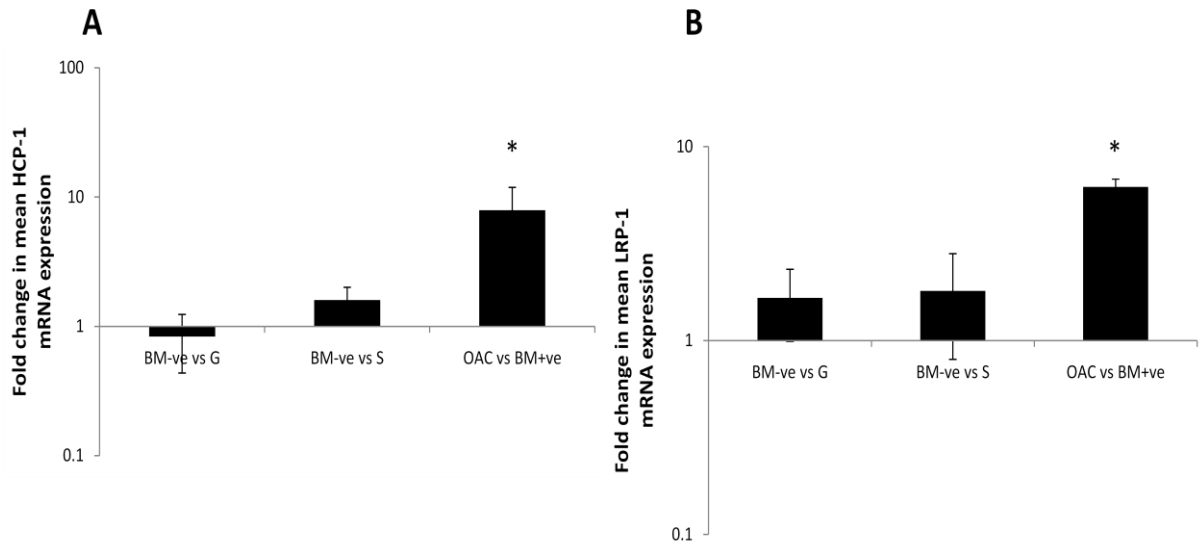 A
Fold change in mean HCP-1
mRNA expression
100
10
1
0.1
*
BM-ve vs G
BM-ve vs S
OAC vs BM+ve
B
Fold change in mean LRP-1
mRNA expression
10
1
0.1
*
BM-ve vs G
BM-ve vs S
OAC vs BM+ve